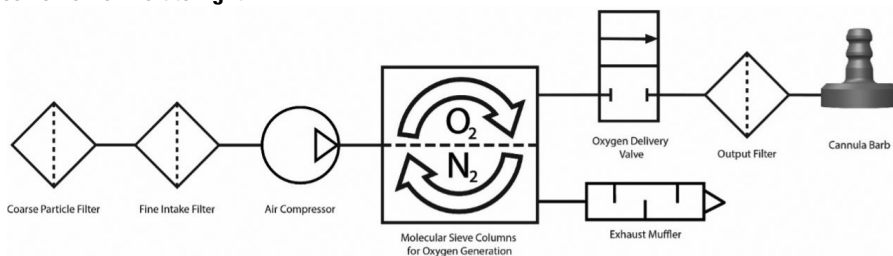 O2
N2
Coarse Particle Filter
Fine Intake Filter
Air Compressor
Molecular Sieve Columns
for Oxygen Generation
Oxygen Delivery
Valve
Output Filter
Cannula Barb
Exhaust Muffler